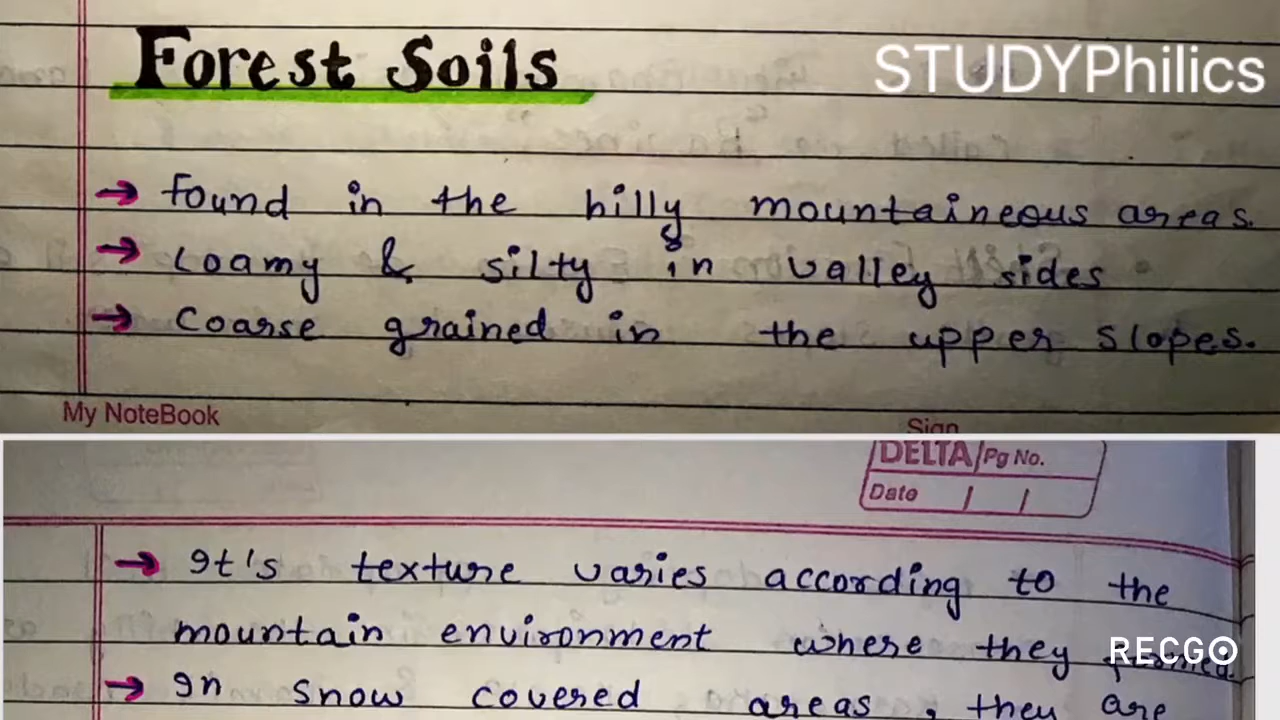 Forest Soils
STUDYPhilics
→ Found in the hilly mountaineous areas.
→ Loamy & silty in valley sides
→ Coarse grained in the upper slopes.
My NoteBook
Sign
DELTA/Pg No.
Date / /
→ It's texture varies according to the
mountain environment where they formed.
RECGO
→ In snow covered areas, they are